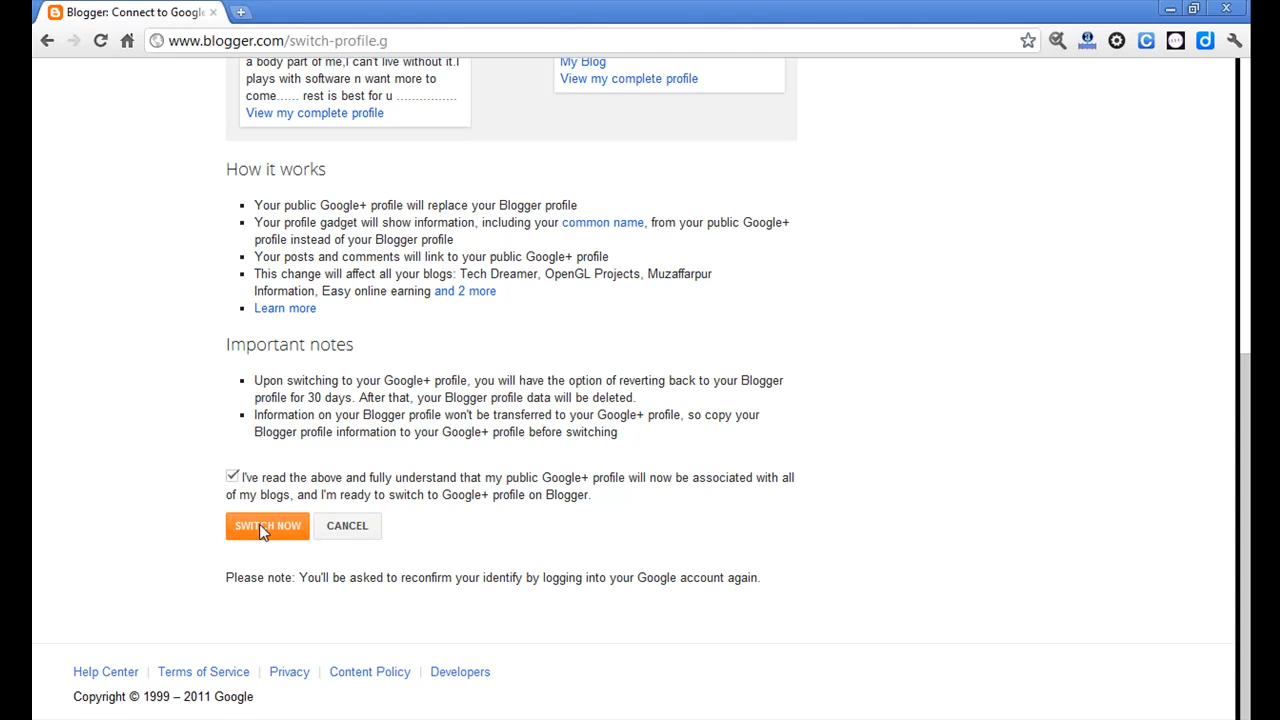 Blogger: Connect to Google
www.blogger.com/switch-profile.g
a body part of me,I can't live without it.I
plays with software n want more to
come...... rest is best for u ................
View my complete profile
My Blog
View my complete profile
How it works
Your public Google+ profile will replace your Blogger profile
Your profile gadget will show information, including your common name, from your public Google+
profile instead of your Blogger profile
Your posts and comments will link to your public Google+ profile
This change will affect all your blogs: Tech Dreamer, OpenGL Projects, Muzaffarpur
Information, Easy online earning and 2 more
Learn more
Important notes
Upon switching to your Google+ profile, you will have the option of reverting back to your Blogger
profile for 30 days. After that, your Blogger profile data will be deleted.
Information on your Blogger profile won't be transferred to your Google+ profile, so copy your
Blogger profile information to your Google+ profile before switching
I've read the above and fully understand that my public Google+ profile will now be associated with all
of my blogs, and I'm ready to switch to Google+ profile on Blogger.
SWITCH NOW CANCEL
Please note: You'll be asked to reconfirm your identify by logging into your Google account again.
Help Center | Terms of Service | Privacy | Content Policy | Developers
Copyright © 1999 – 2011 Google